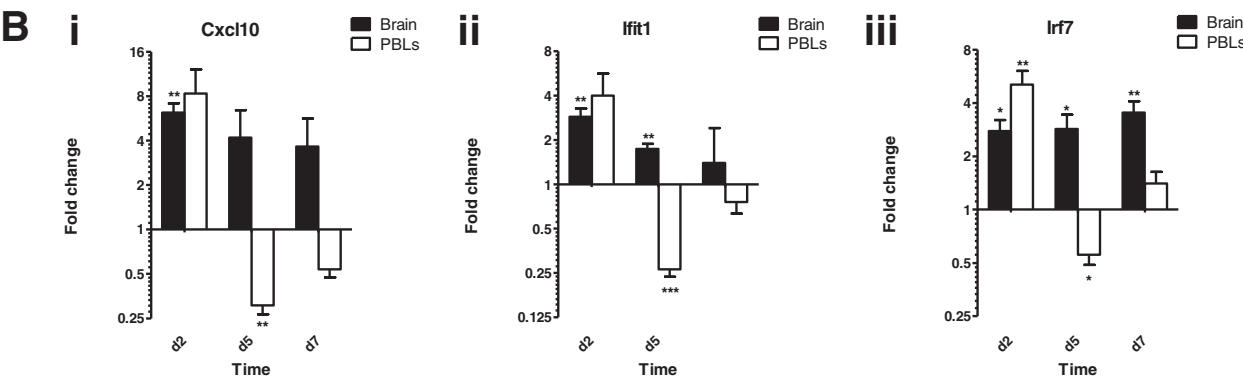 B
i
Cxcl10
Brain
PBLs
Fold change
16
8
4
2
1
0.5
0.25
**
**
d2
d5
d7
Time
ii
Ifit1
Brain
PBLs
Fold change
8
4
2
1
0.5
0.25
0.125
**
**
***
d2
d5
Time
iii
Irf7
Brain
PBLs
Fold change
8
4
2
1
0.5
0.25
*
**
*
*
**
d2
d5
d7
Time